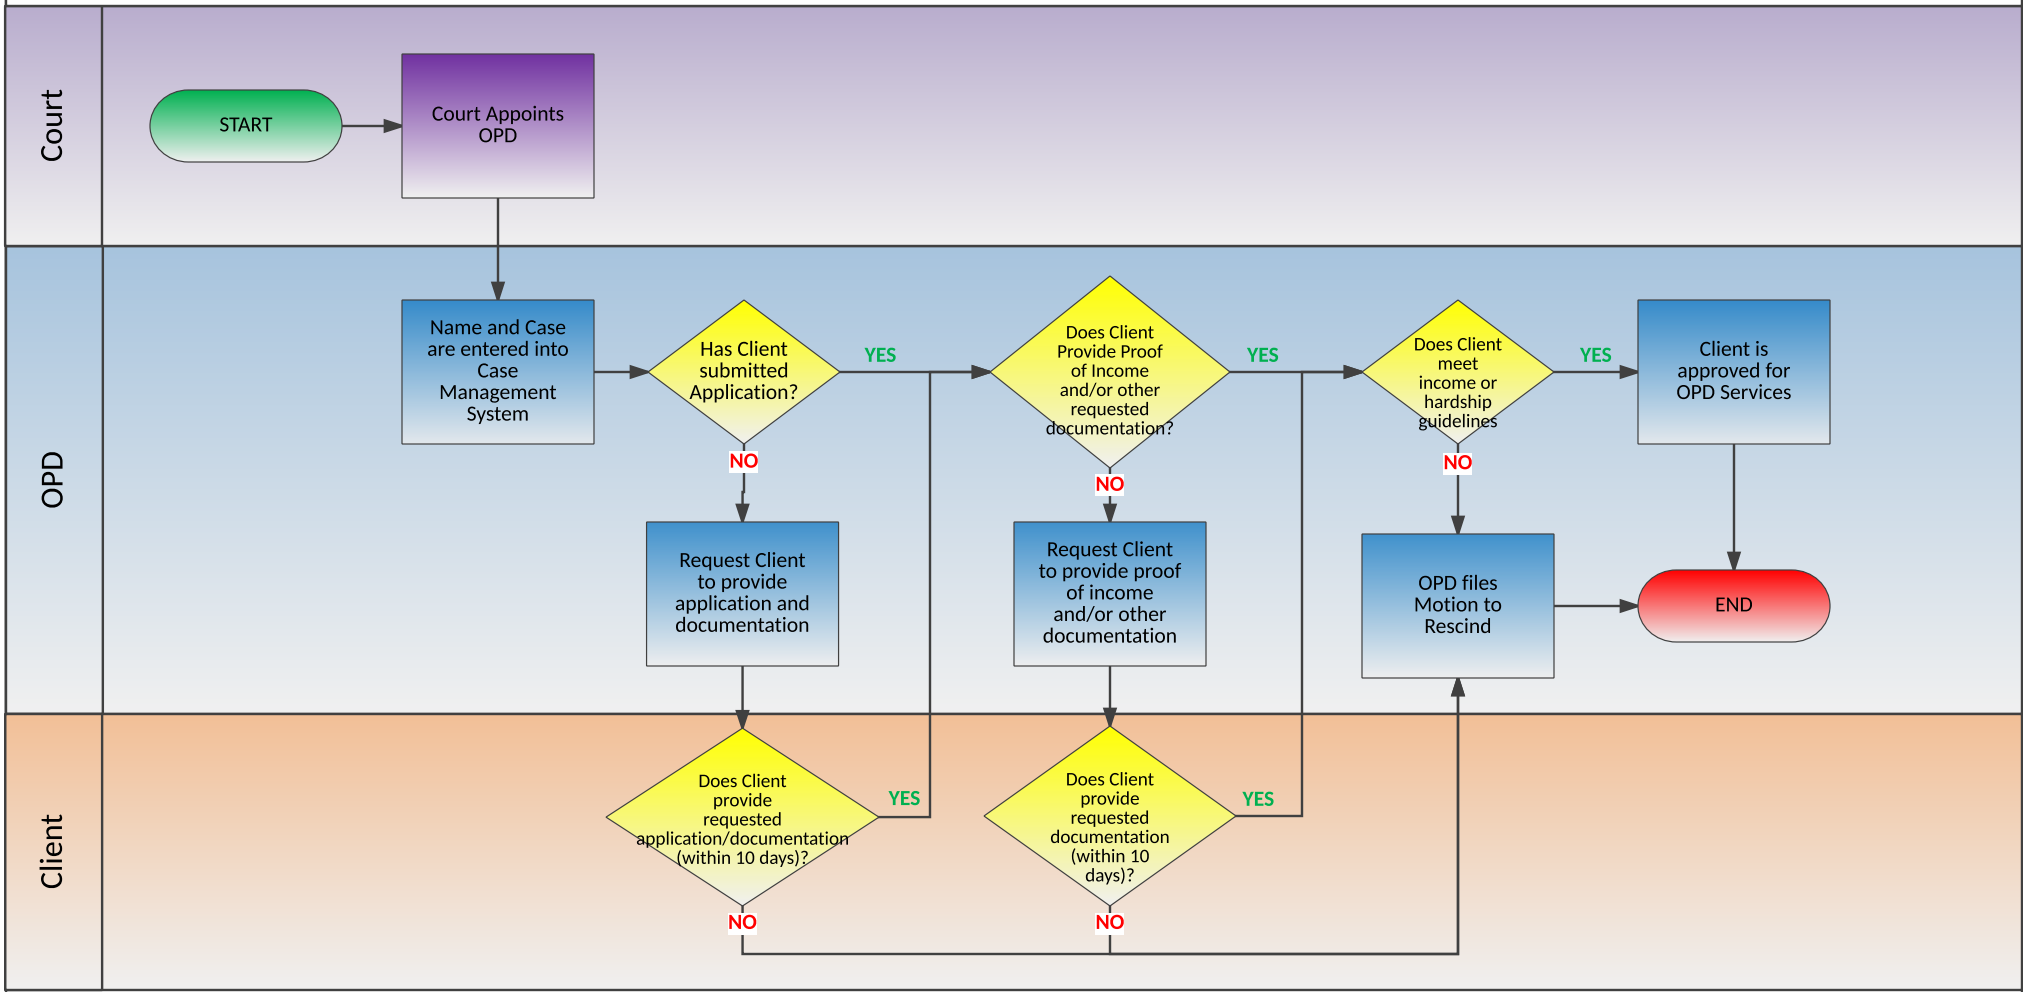 Court
START
Court Appoints
OPD
OPD
Name and Case
are entered into
Case
Management
System
Has Client
submitted
Application?
YES
NO
Does Client
Provide Proof
of Income
and/or other
requested
documentation?
YES
NO
Does Client
meet
income or
hardship
guidelines
YES
NO
Client is
approved for
OPD Services
Request Client
to provide
application and
documentation
Request Client
to provide proof
of income
and/or other
documentation
OPD files
Motion to
Rescind
END
Client
Does Client
provide
requested
application/documentation
(within 10 days)?
YES
NO
Does Client
provide
requested
documentation
(within 10
days)?
YES
NO